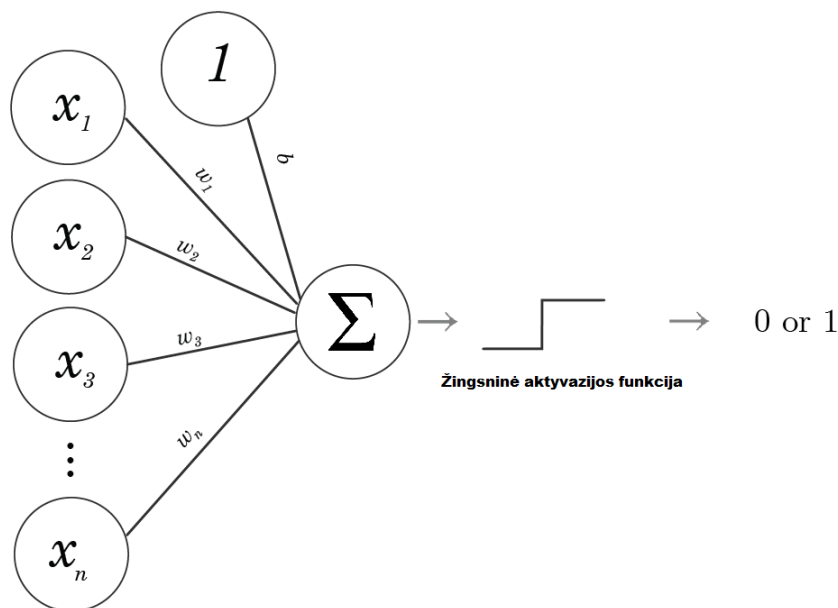 1
x₁
b
w₁
x₂
w₂
Σ
0 or 1
x₃
w₃
Žingsninė aktyvazijos funkcija
wₙ
⋮
xₙ